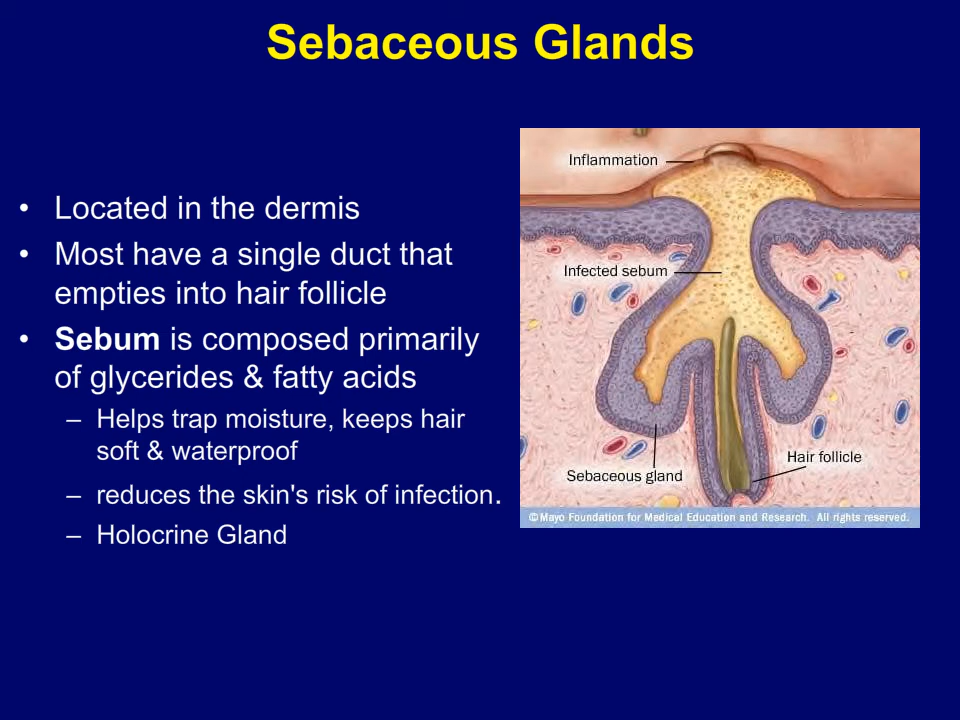 Sebaceous Glands
• Located in the dermis
• Most have a single duct that
empties into hair follicle
• Sebum is composed primarily
of glycerides & fatty acids
– Helps trap moisture, keeps hair
soft & waterproof
– reduces the skin's risk of infection.
– Holocrine Gland
Inflammation
Infected sebum
Hair follicle
Sebaceous gland
©Mayo Foundation for Medical Education and Research. All rights reserved.